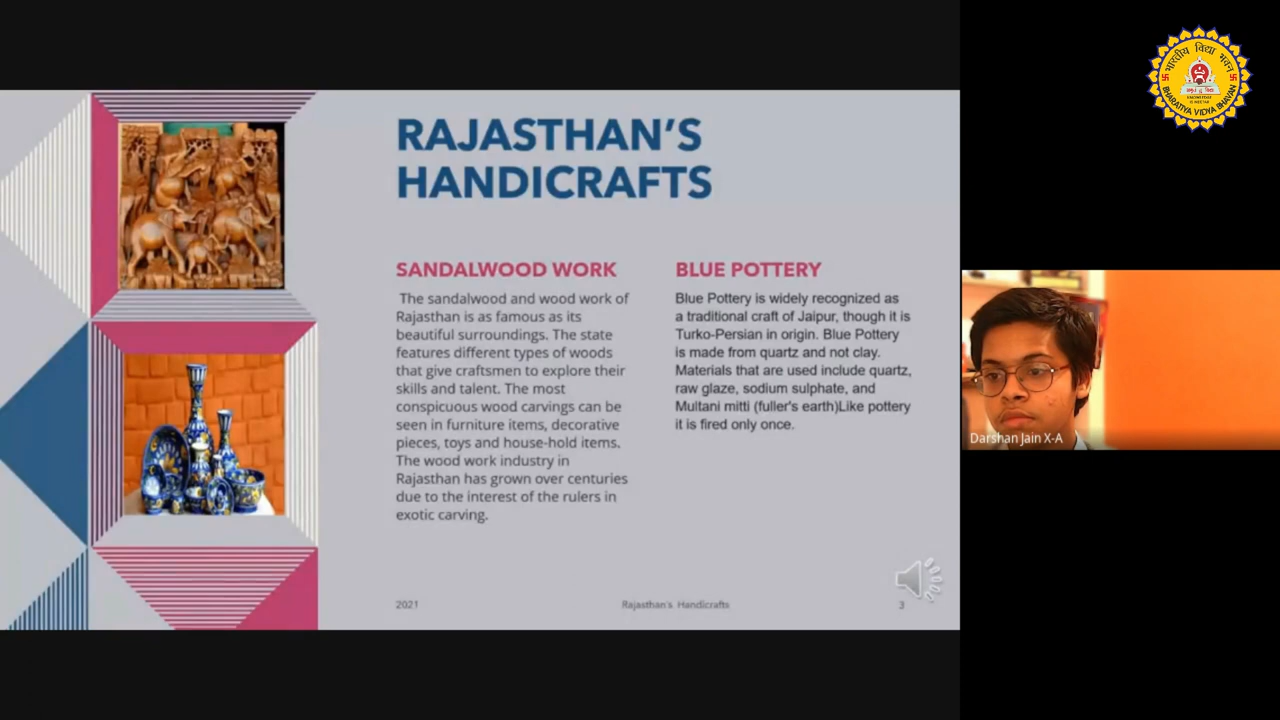 RAJASTHAN'S
HANDICRAFTS
SANDALWOOD WORK
The sandalwood and wood work of
Rajasthan is as famous as its
beautiful surroundings. The state
features different types of woods
that give craftsmen to explore their
skills and talent. The most
conspicuous wood carvings can be
seen in furniture items, decorative
pieces, toys and house-hold items.
The wood work industry in
Rajasthan has grown over centuries
due to the interest of the rulers in
exotic carving.
BLUE POTTERY
Blue Pottery is widely recognized as
a traditional craft of Jaipur, though it is
Turko-Persian in origin. Blue Pottery
is made from quartz and not clay.
Materials that are used include quartz,
raw glaze, sodium sulphate, and
Multani mitti (fuller's earth)Like pottery
it is fired only once.
2021
Rajasthan's Handicrafts
3
भारतीय विद्या भवन
BHARATIYA VIDYA BHAVAN
Darshan Jain X-A